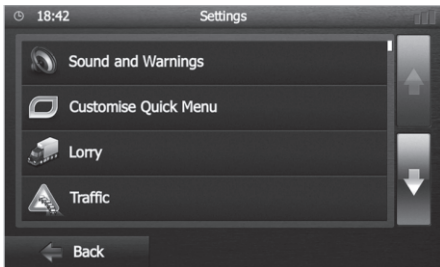 18:42 Settings
Sound and Warnings
Customise Quick Menu
Lorry
Traffic
Back